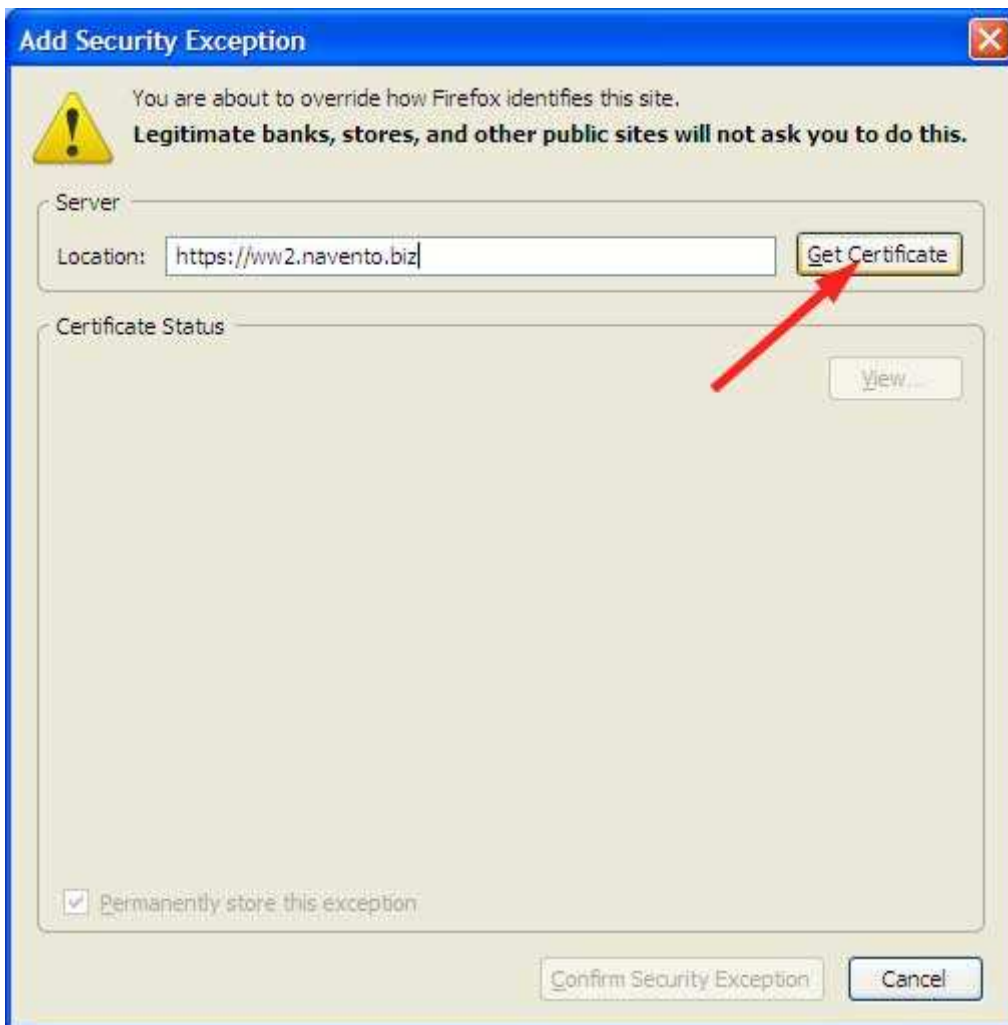 Add Security Exception
You are about to override how Firefox identifies this site.
Legitimate banks, stores, and other public sites will not ask you to do this.
Server
Location: https://ww2.navento.biz Get Certificate
Certificate Status
View...
Permanently store this exception
Confirm Security Exception Cancel